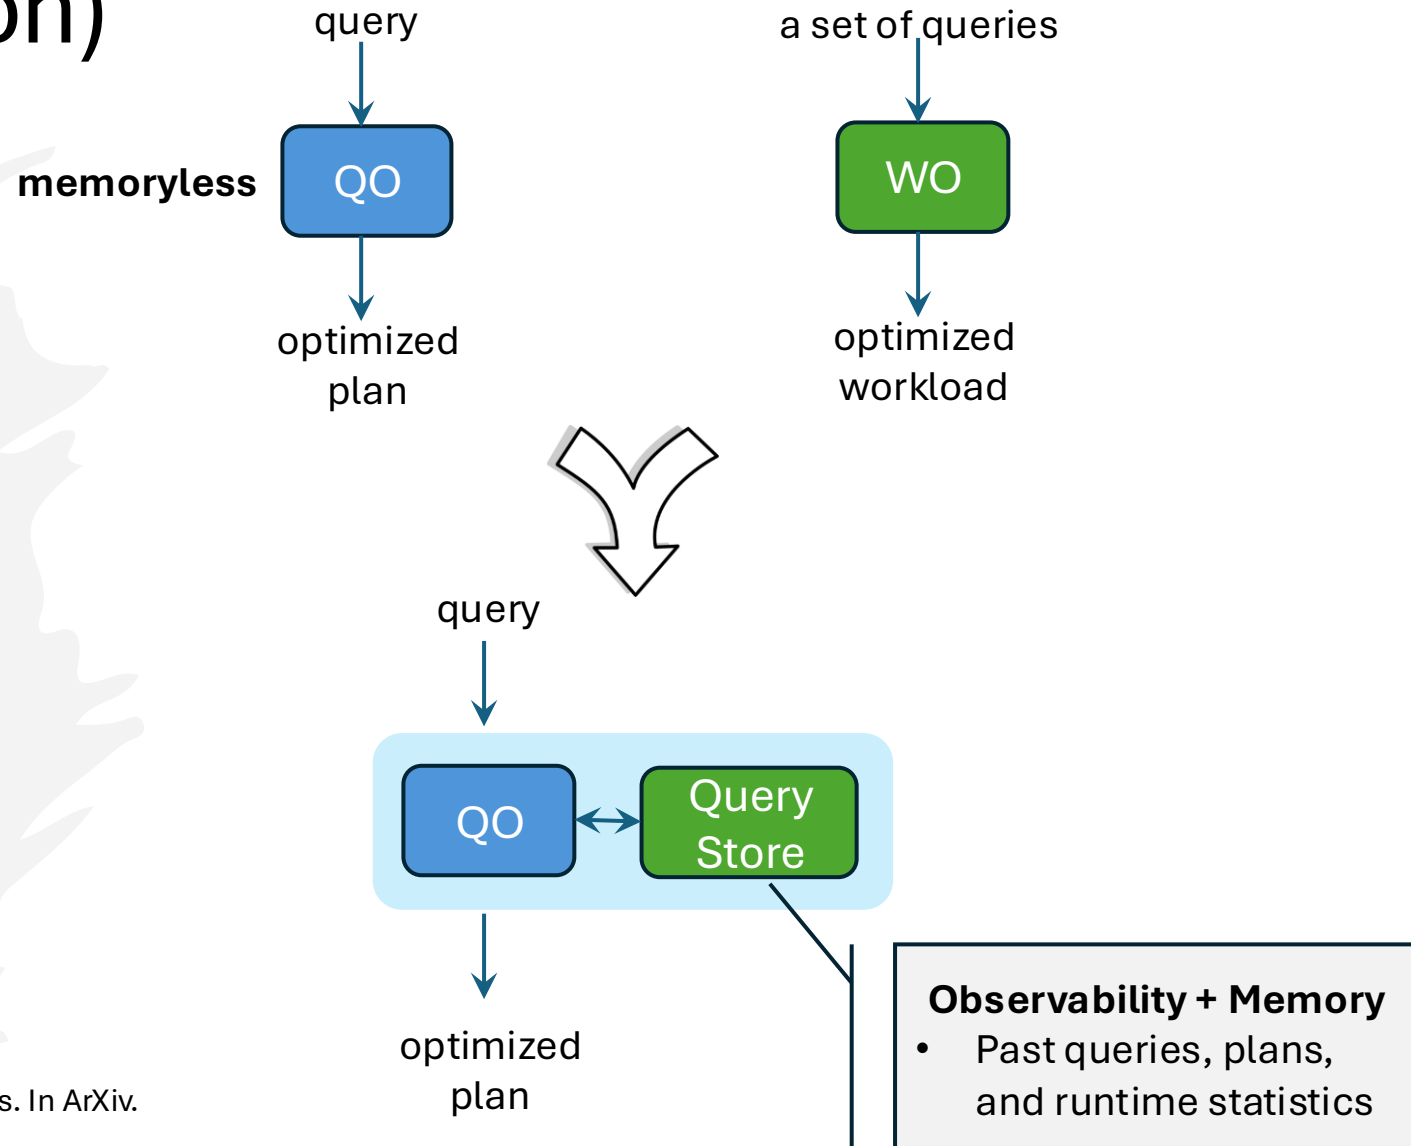 on)
query
a set of queries
memoryless
QO
WO
optimized
plan
optimized
workload
query
QO
Query
Store
optimized
plan
Observability + Memory
• Past queries, plans,
and runtime statistics
s. In ArXiv.